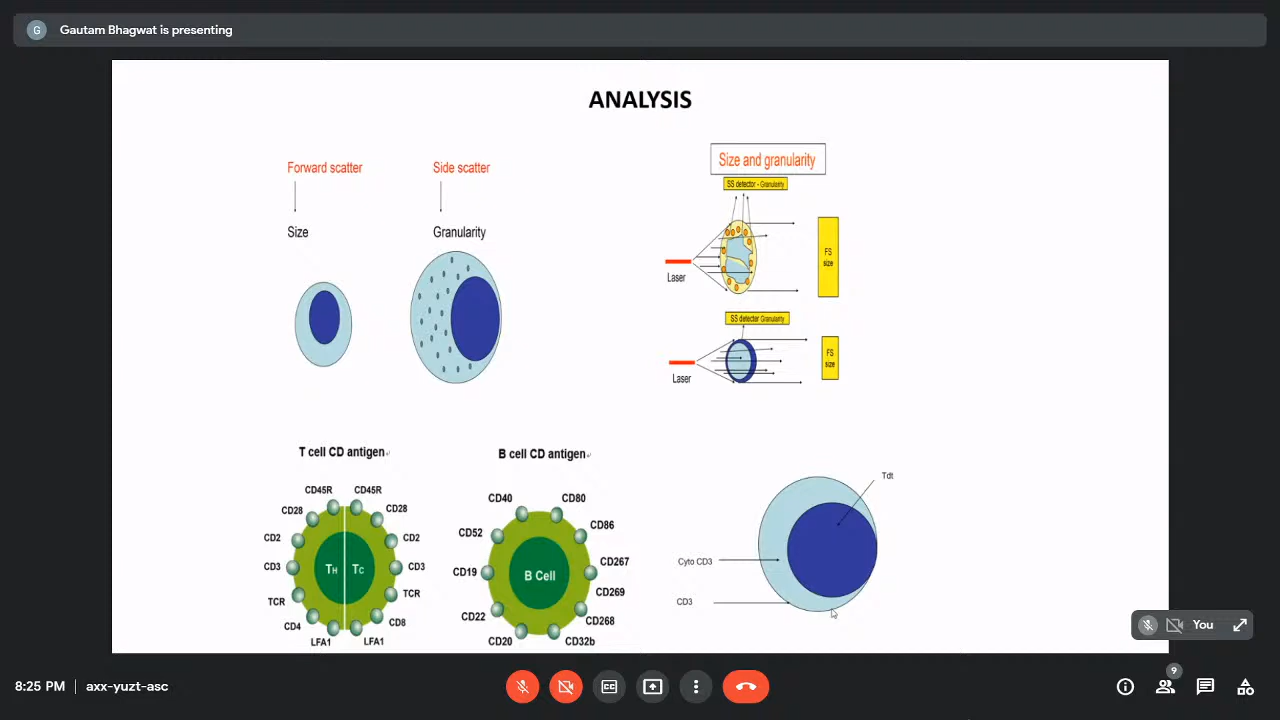 G
Gautam Bhagwat is presenting
ANALYSIS
Forward scatter
Side scatter
Size
Granularity
Size and granularity
SS detector - Granularity
Laser
FS
size
SS detector Granularity
Laser
FS
size
T cell CD antigen
CD45R
CD45R
CD28
CD28
CD2
CD2
CD3
CD3
TH
TC
TCR
TCR
CD4
CD8
LFA1
LFA1
B cell CD antigen
CD40
CD80
CD52
CD86
CD19
CD267
B Cell
CD269
CD22
CD268
CD20
CD32b
Tdt
Cyto CD3
CD3
You
8:25 PM | axx-yuzt-asc
CC
9